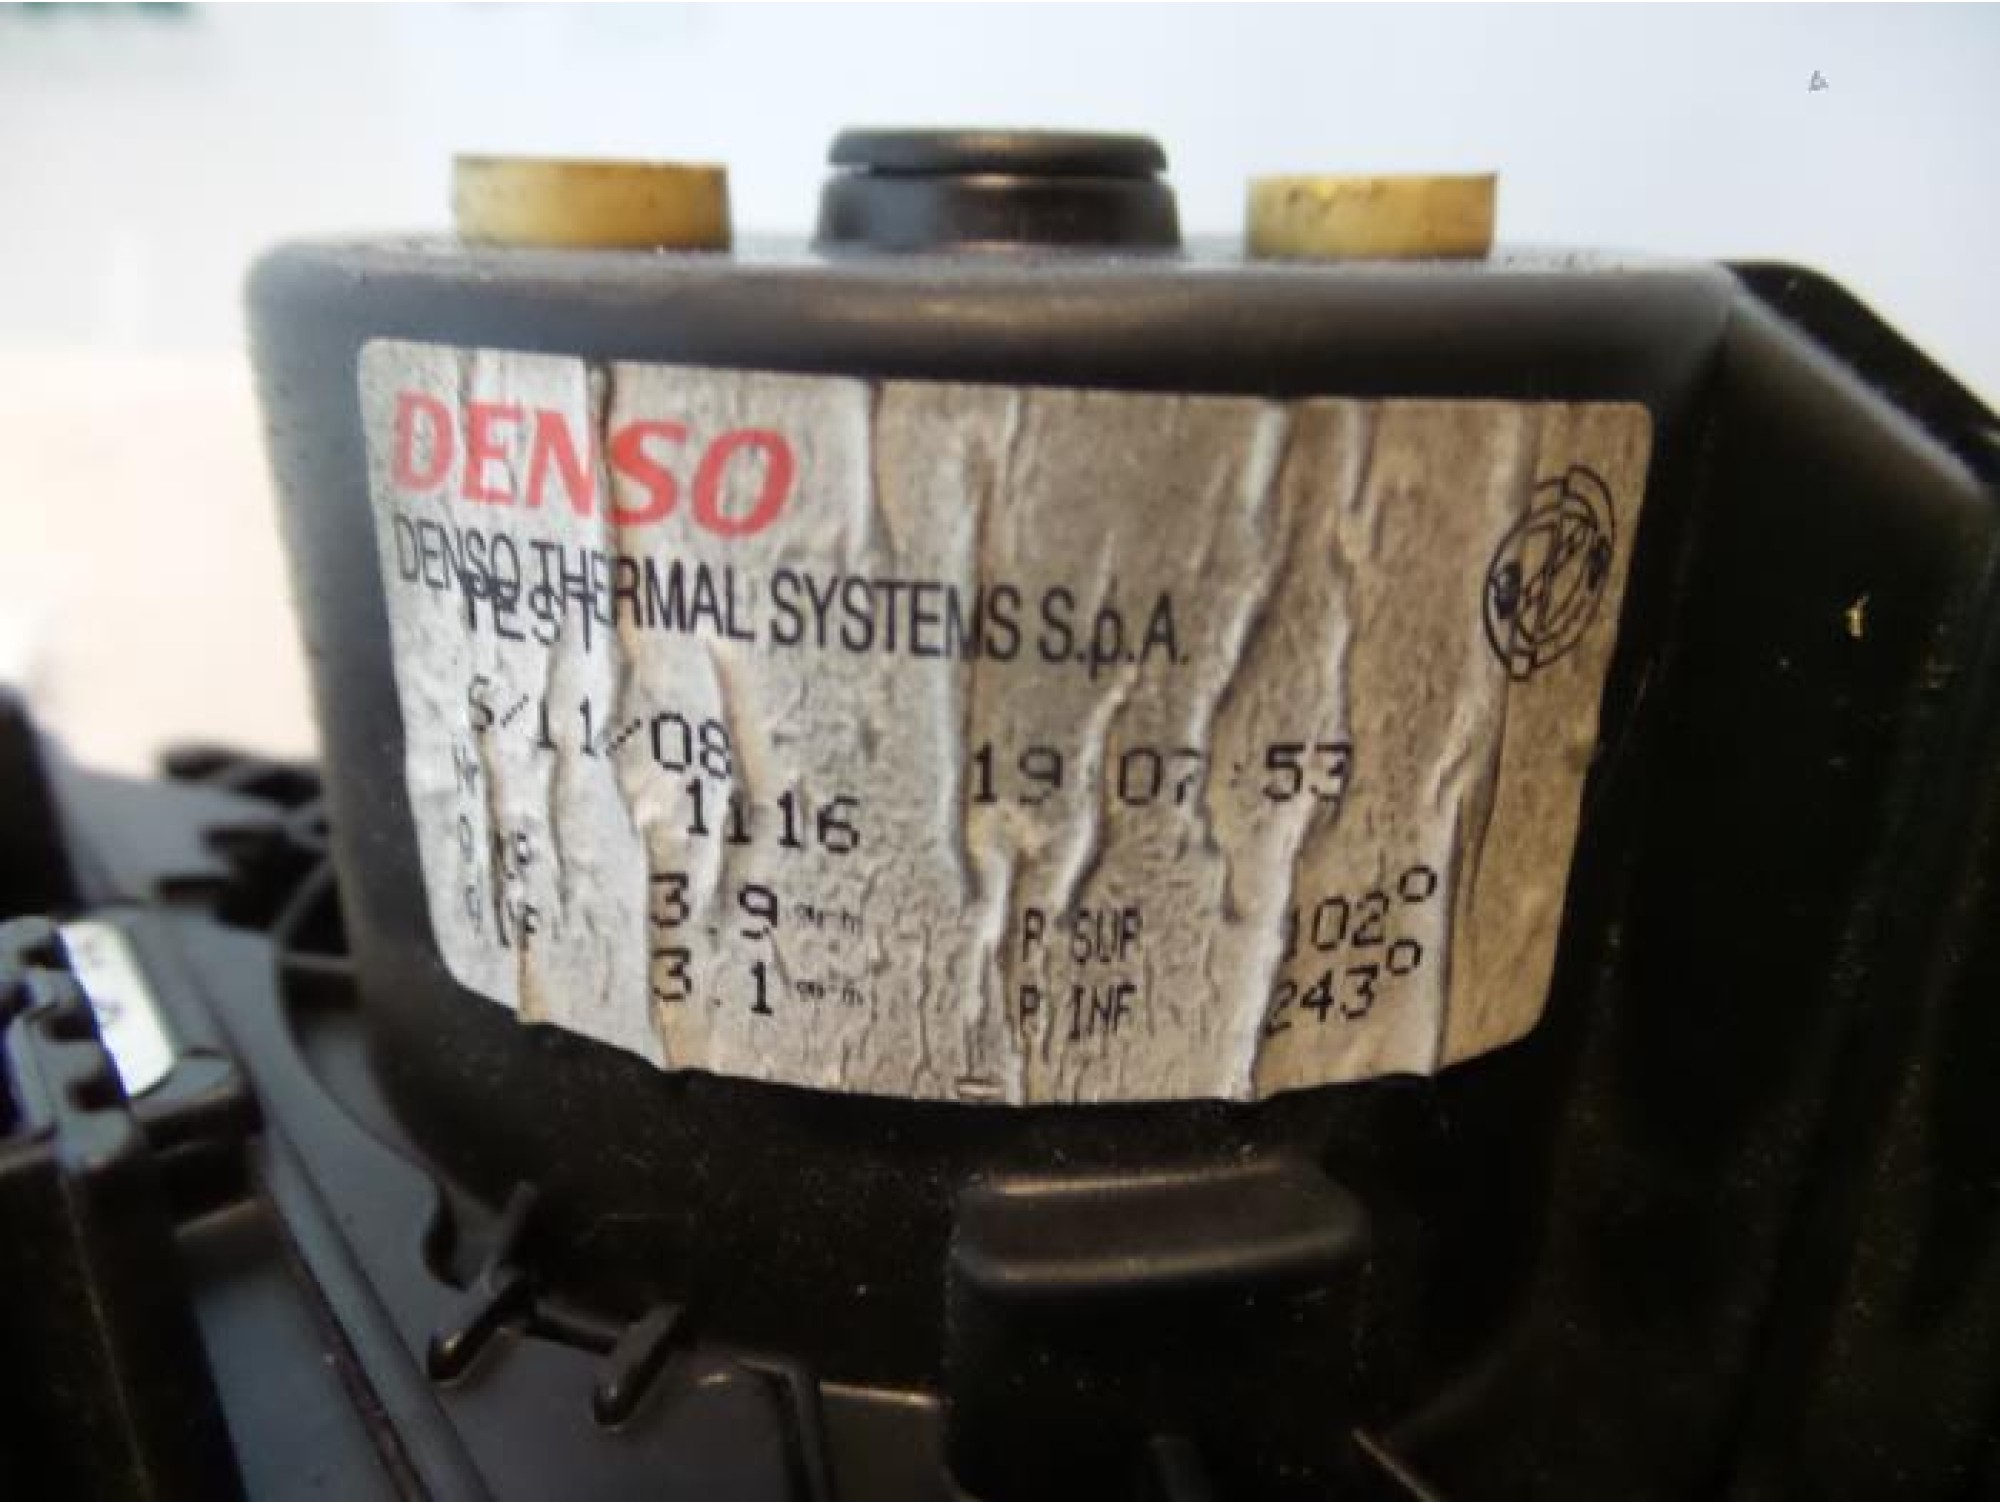 DENSO
DENSO THERMAL SYSTEMS S.p.A.
TEST
5/11/08 19 07:53
Nr 1116
3.9 P SUP 102°
3.1 P INF 243°